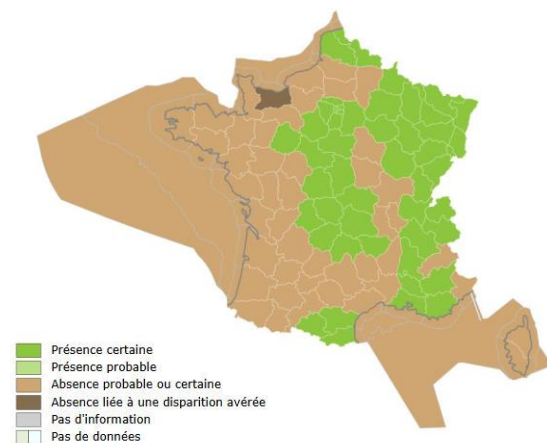 Présence certaine
Présence probable
Absence probable ou certaine
Absence liée à une disparition avérée
Pas d'information
Pas de données